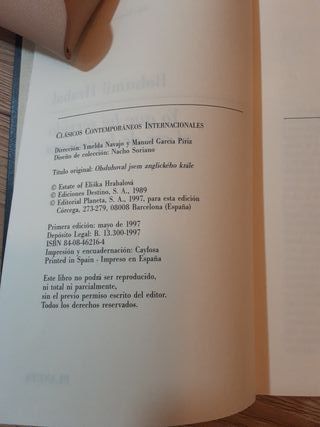 CLÁSICOS CONTEMPORÁNEOS INTERNACIONALES
Dirección: Ymelda Navajo y Manuel García Piriz
Diseño de colección: Nacho Soriano
Título original: Obsluhoval jsem anglického krále
© Estate of Eliška Hrabalová
© Ediciones Destino, S. A., 1989
© Editorial Planeta, S. A., 1997, para esta edición
Córcega, 273-279, 08008 Barcelona (España)
Primera edición: mayo de 1997
Depósito Legal: B. 13.300-1997
ISBN 84-08-46216-4
Impresión y encuadernación: Cayfosa
Printed in Spain - Impreso en España
Este libro no podrá ser reproducido,
ni total ni parcialmente,
sin el previo permiso escrito del editor.
Todos los derechos reservados.